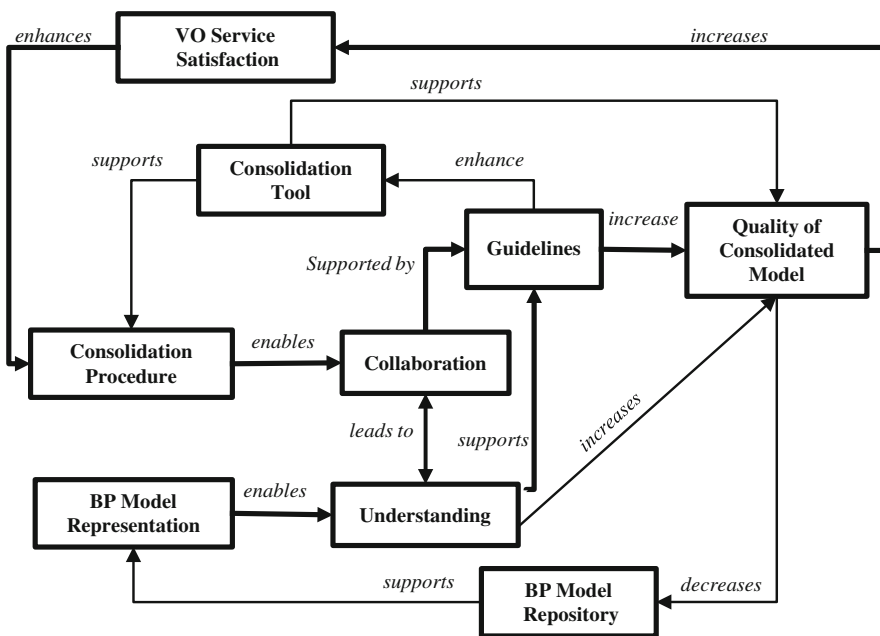 enhances
VO Service
Satisfaction
increases
supports
supports
Consolidation
Tool
enhance
Guidelines
increase
Quality of
Consolidated
Model
Supported by
Consolidation
Procedure
enables
Collaboration
leads to
supports
increases
BP Model
Representation
enables
Understanding
supports
BP Model
Repository
decreases